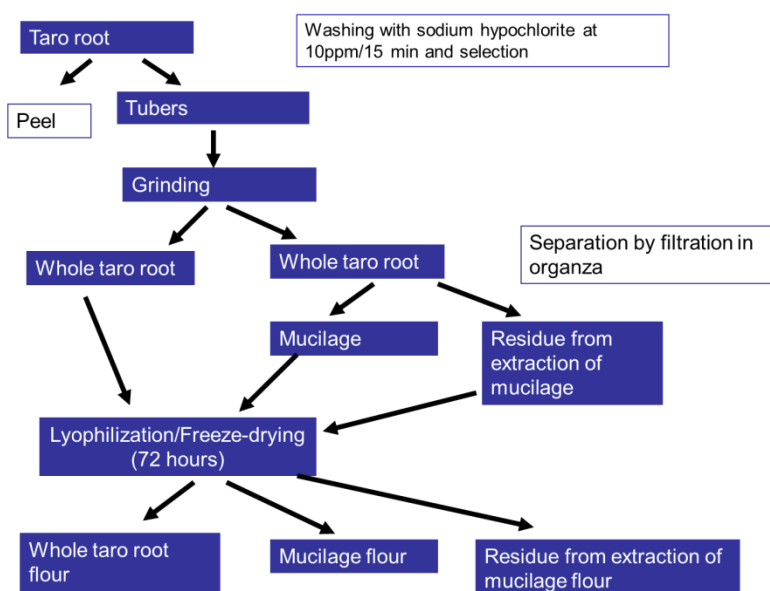 Taro root
Washing with sodium hypochlorite at
10ppm/15 min and selection
Peel
Tubers
Grinding
Whole taro root
Whole taro root
Separation by filtration in
organza
Mucilage
Residue from
extraction of
mucilage
Lyophilization/Freeze-drying
(72 hours)
Whole taro root
flour
Mucilage flour
Residue from extraction of
mucilage flour